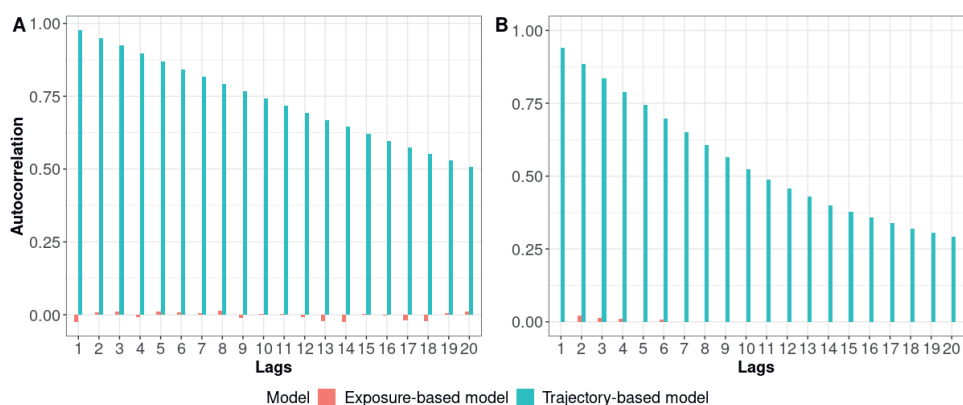 A
B
1.00
0.75
0.50
0.25
0.00
Autocorrelation
1 2 3 4 5 6 7 8 9 10 11 12 13 14 15 16 17 18 19 20
Lags
1.00
0.75
0.50
0.25
0.00
1 2 3 4 5 6 7 8 9 10 11 12 13 14 15 16 17 18 19 20
Lags
Model Exposure-based model Trajectory-based model